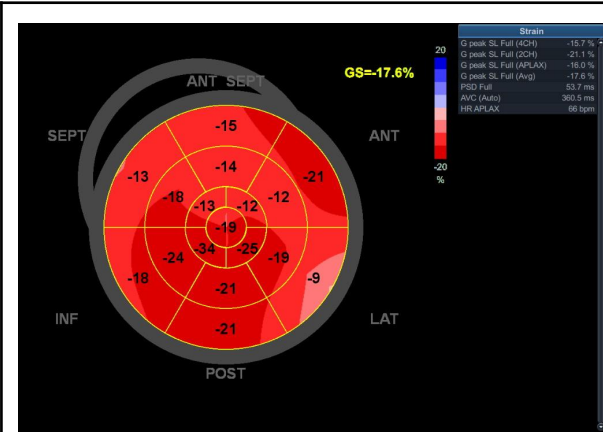 Strain
G peak SL Full (4CH) -15.7 %
G peak SL Full (2CH) -21.1 %
G peak SL Full (APLAX) -16.0 %
G peak SL Full (Avg) -17.6 %
PSD Full 53.7 ms
AVC (Auto) 360.5 ms
HR APLAX 66 bpm
20
GS=-17.6%
-20
%
ANT SEPT
SEPT
ANT
-15
-14
-13
-21
-18
-12
-13
-12
-19
-34
-25
-24
-19
-18
-9
-21
-21
INF
LAT
POST